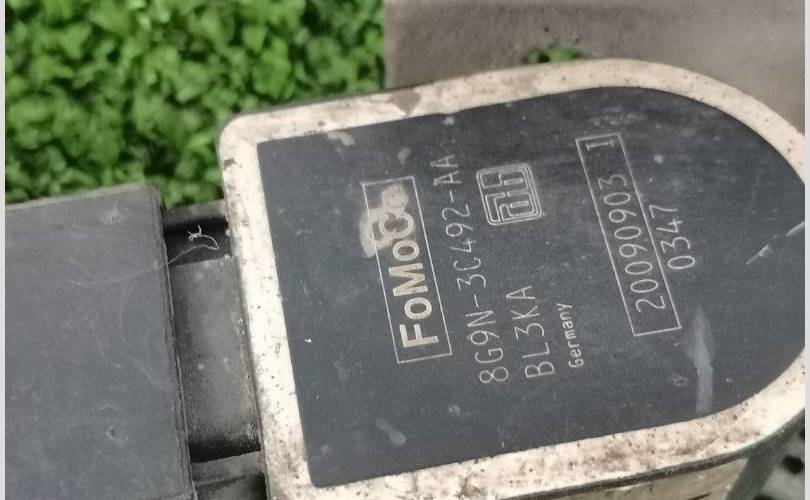 FoMoCo
8G9N-3C492-AA
BL3KA
Germany
20090903 1
0347